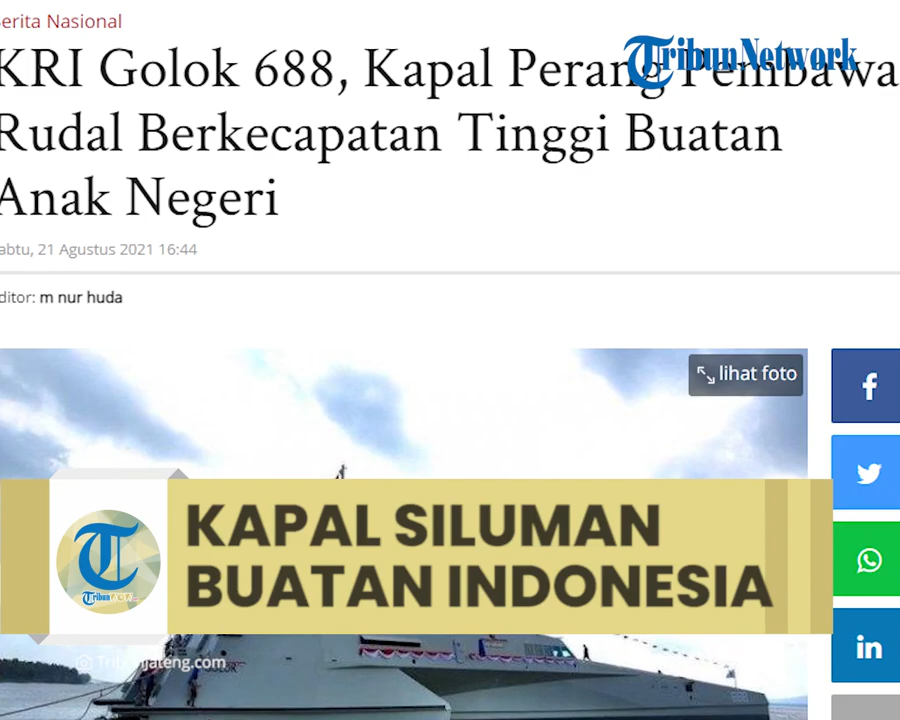 erita Nasional
TribunNetwork
KRI Golok 688, Kapal Perang Pembawa
Rudal Berkecapatan Tinggi Buatan
Anak Negeri
abtu, 21 Agustus 2021 16:44
ditor: m nur huda
lihat foto
KAPAL SILUMAN
BUATAN INDONESIA